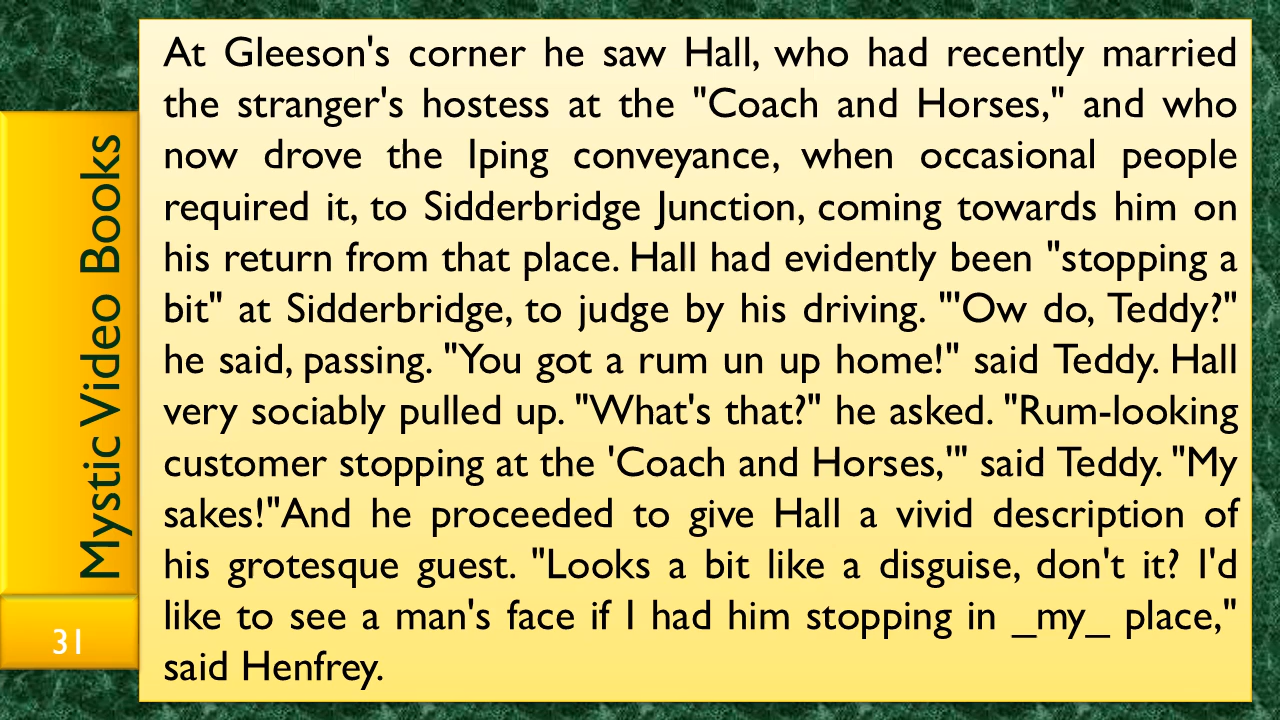 At Gleeson's corner he saw Hall, who had recently married
the stranger's hostess at the "Coach and Horses," and who
now drove the Iping conveyance, when occasional people
required it, to Sidderbridge Junction, coming towards him on
his return from that place. Hall had evidently been "stopping a
bit" at Sidderbridge, to judge by his driving. "'Ow do, Teddy?"
he said, passing. "You got a rum un up home!" said Teddy. Hall
very sociably pulled up. "What's that?" he asked. "Rum-looking
customer stopping at the 'Coach and Horses,'" said Teddy. "My
sakes!"And he proceeded to give Hall a vivid description of
his grotesque guest. "Looks a bit like a disguise, don't it? I'd
like to see a man's face if I had him stopping in _my_ place,"
said Henfrey.
Mystic Video Books
31